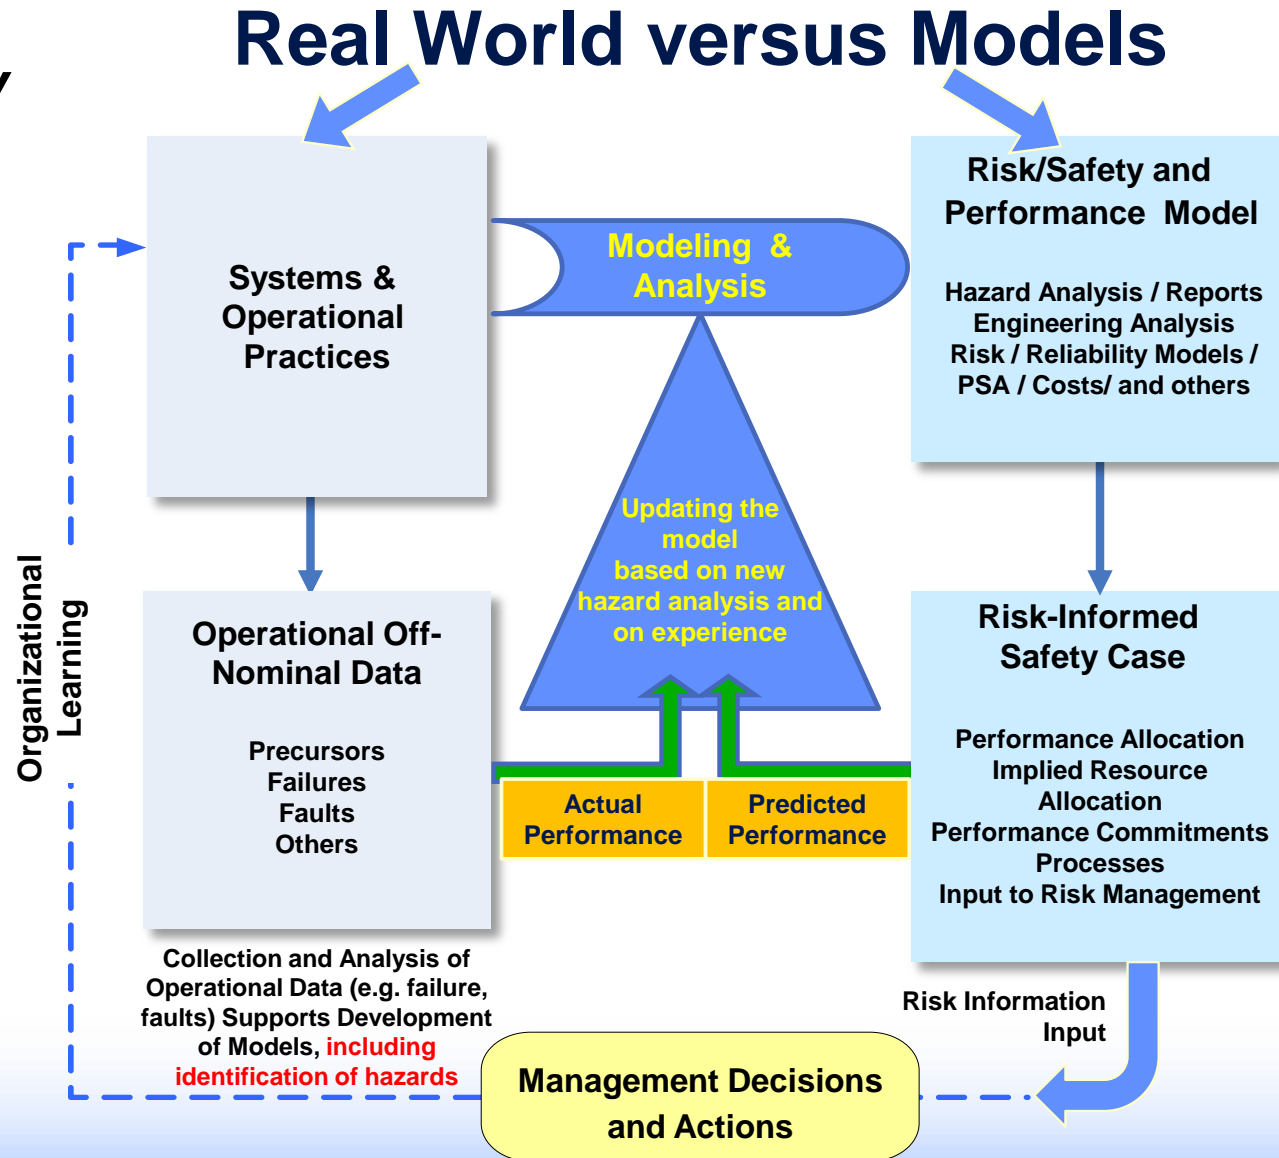 Real World versus Models
Y
Systems &
Operational
Practices
Modeling &
Analysis
Risk/Safety and
Performance Model
Hazard Analysis / Reports
Engineering Analysis
Risk / Reliability Models /
PSA / Costs/ and others
Updating the
model
based on new
hazard analysis and
on experience
Organizational
Learning
Operational Off-
Nominal Data
Precursors
Failures
Faults
Others
Actual
Performance
Predicted
Performance
Risk-Informed
Safety Case
Performance Allocation
Implied Resource
Allocation
Performance Commitments
Processes
Input to Risk Management
Collection and Analysis of
Operational Data (e.g. failure,
faults) Supports Development
of Models, including
identification of hazards
Risk Information
Input
Management Decisions
and Actions